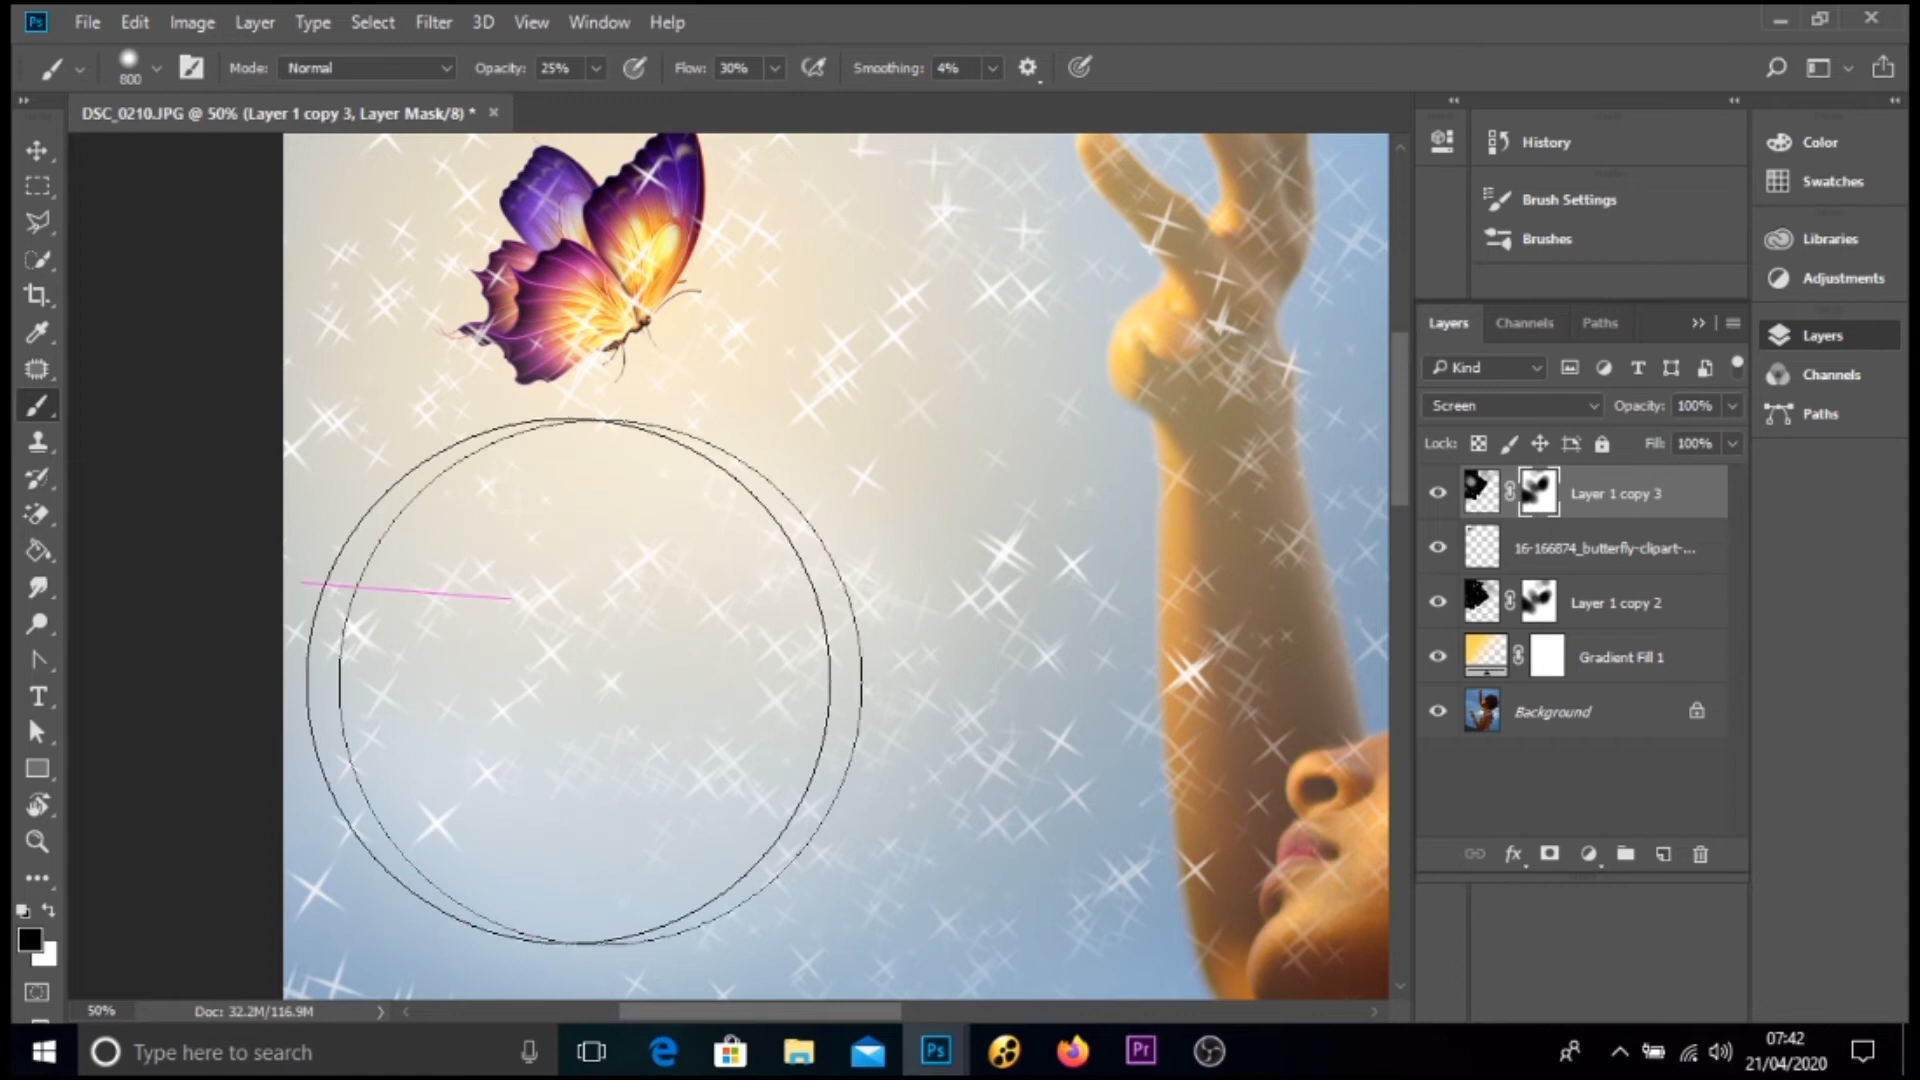 Ps File Edit Image Layer Type Select Filter 3D View Window Help
800 Mode: Normal Opacity: 25% Flow: 30% Smoothing: 4%
DSC_0210.JPG @ 50% (Layer 1 copy 3, Layer Mask/8) *
History
Brush Settings
Brushes
Color
Swatches
Libraries
Adjustments
Layers
Channels
Paths
Layers Channels Paths
Kind
Screen Opacity: 100%
Lock: Fill: 100%
Layer 1 copy 3
16-166874_butterfly-clipart-...
Layer 1 copy 2
Gradient Fill 1
Background
fx
50% Doc: 32.2M/116.9M
Type here to search
Ps
Pr
07:42
21/04/2020